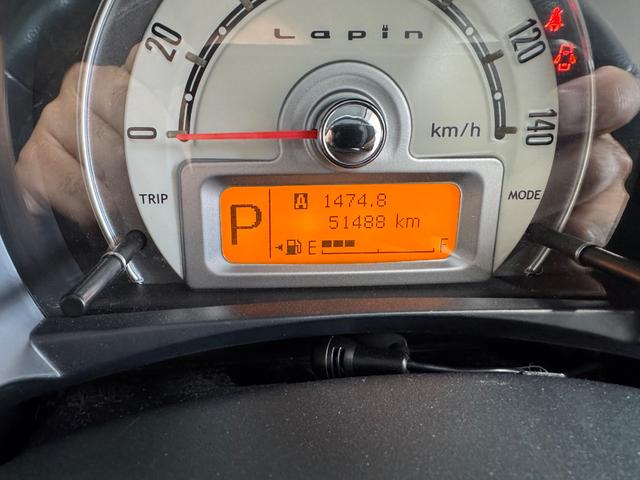 Lapin
20
120
0
140
km/h
TRIP
MODE
P
A 1474.8
51488 km
E F